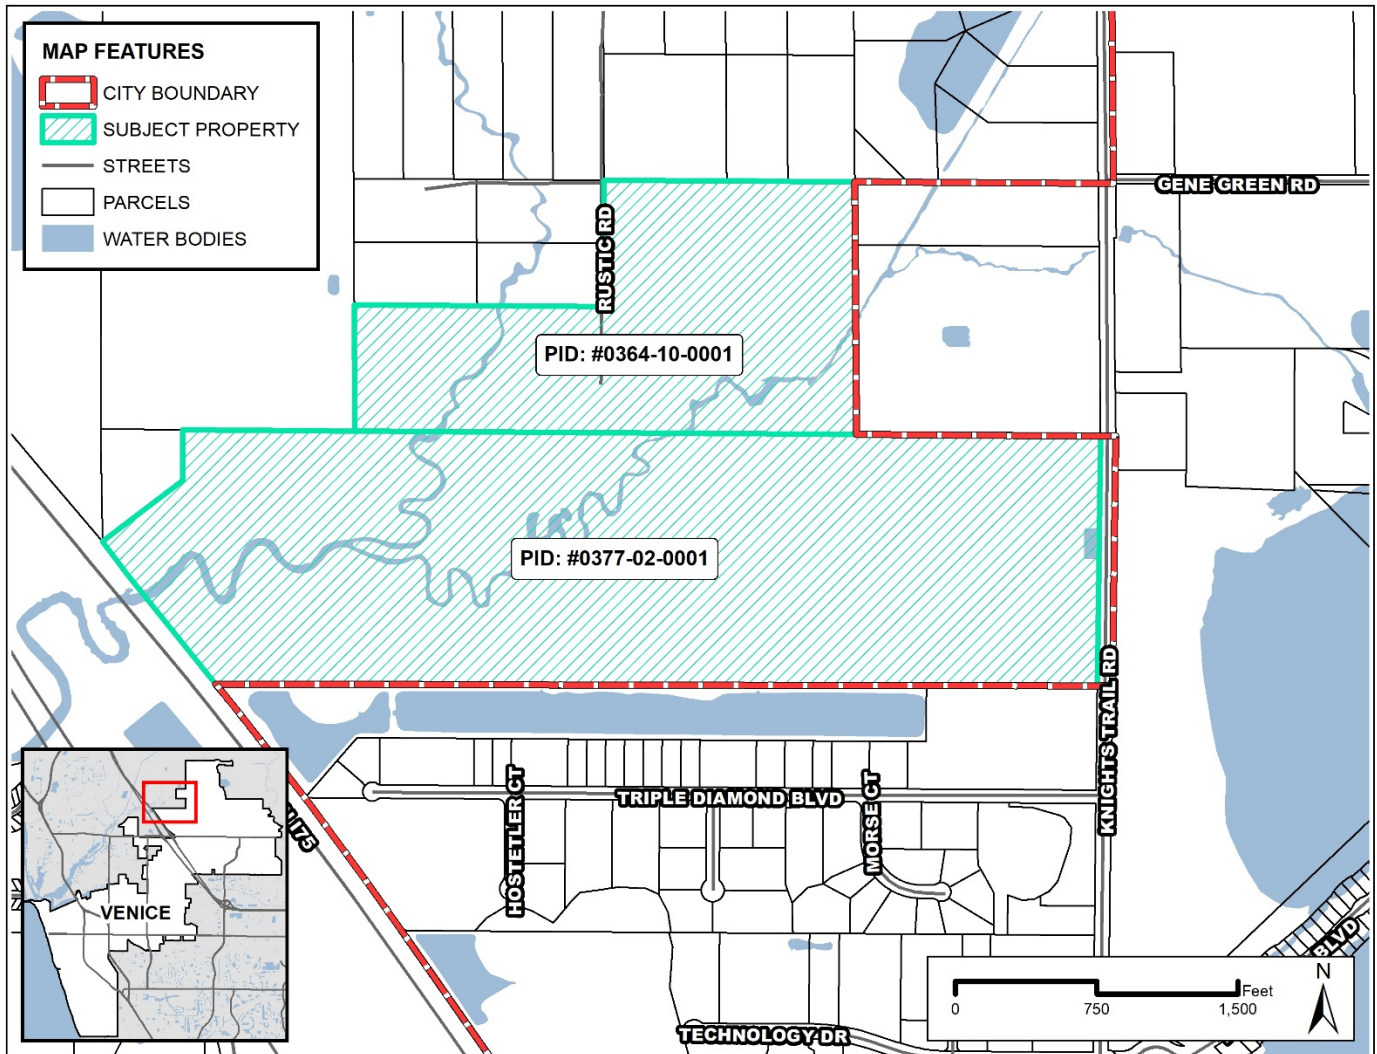 MAP FEATURES
CITY BOUNDARY
SUBJECT PROPERTY
STREETS
PARCELS
WATER BODIES
GENE GREEN RD
RUSTIC RD
PID: #0364-10-0001
PID: #0377-02-0001
KNIGHTS TRAIL RD
HOSTETLER CT
TRIPLE DIAMOND BLVD
MORSE CT
I75
VENICE
BLVD
TECHNOLOGY DR
N
Feet
0 750 1,500